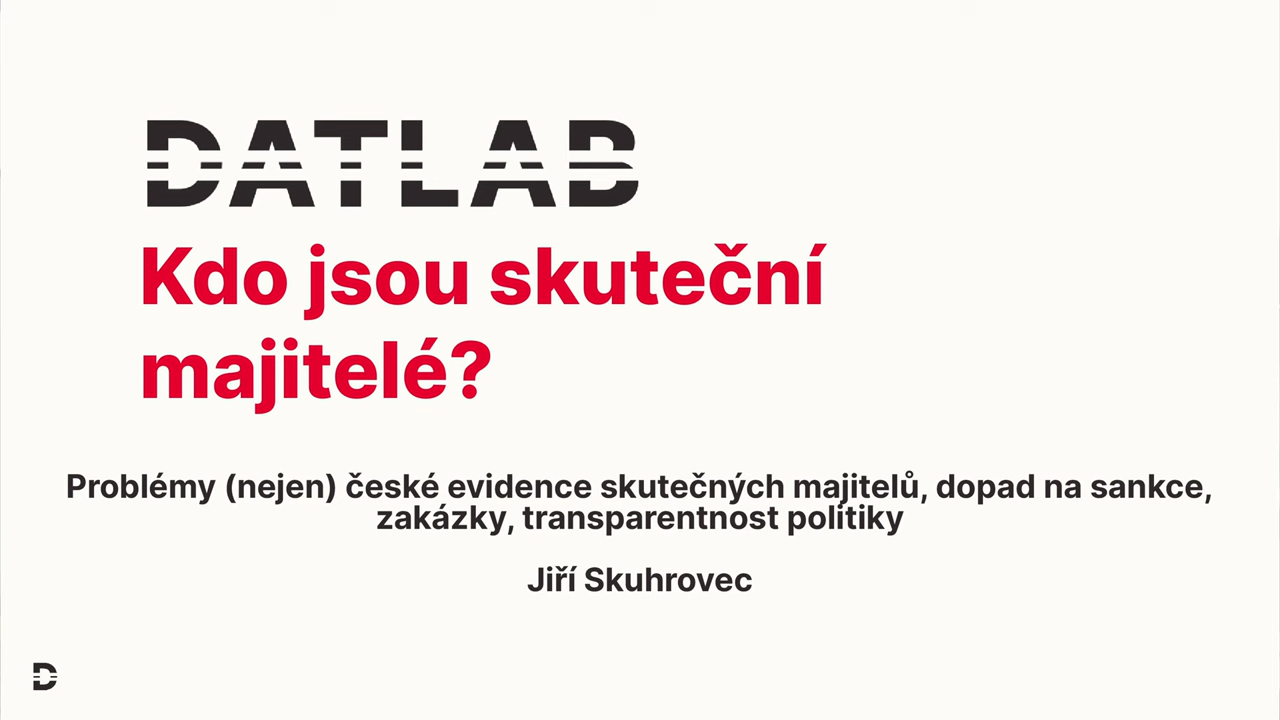 DATLAB
Kdo jsou skuteční
majitelé?
Problémy (nejen) české evidence skutečných majitelů, dopad na sankce,
zakázky, transparentnost politiky
Jiří Skuhrovec
D